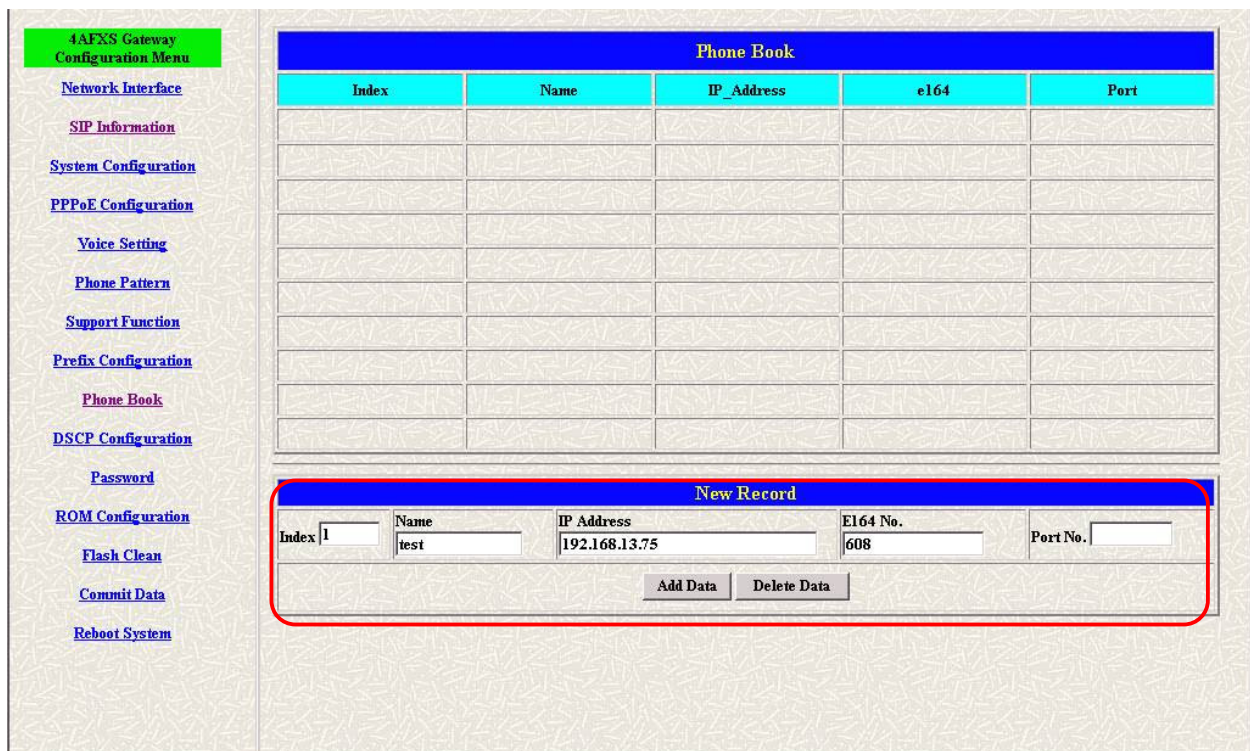 4AFXS Gateway
Configuration Menu
Network Interface
SIP Information
System Configuration
PPPoE Configuration
Voice Setting
Phone Pattern
Support Function
Prefix Configuration
Phone Book
DSCP Configuration
Password
ROM Configuration
Flash Clean
Commit Data
Reboot System
Phone Book
Index Name IP_Address e164 Port
New Record
Index 1
Name
test
IP Address
192.168.13.75
E164 No.
608
Port No.
Add Data Delete Data